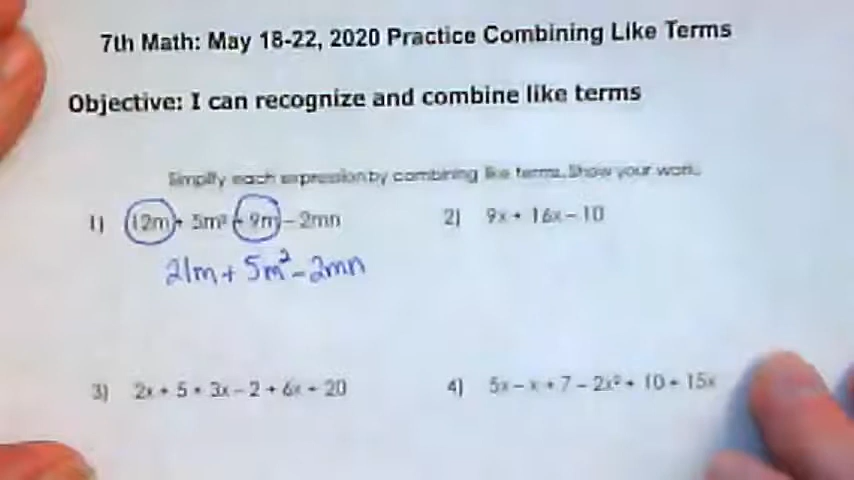 7th Math: May 18-22, 2020 Practice Combining Like Terms
Objective: I can recognize and combine like terms
Simplify each expression by combining like terms. Show your work.
1) 12m + 5m² + 9m - 2mn
21m + 5m² - 2mn
2) 9x + 16x - 10
3) 2x + 5 + 3x - 2 + 6x + 20
4) 5x - x + 7 - 2x² + 10 + 15x